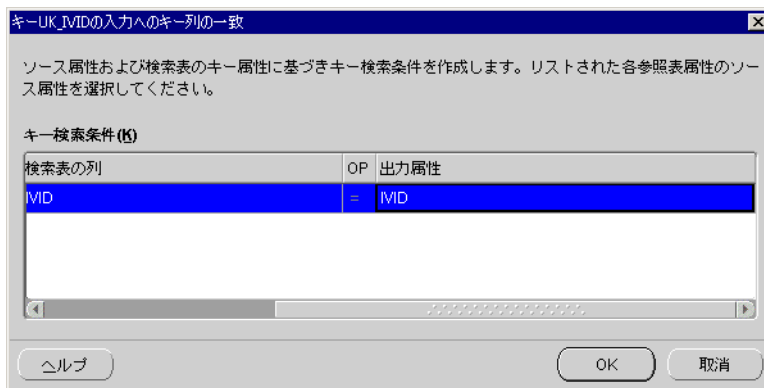 キーUK_IVIDの入力へのキー列の一致
ソース属性および検索表のキー属性に基づきキー検索条件を作成します。リストされた各参照表属性のソー
ス属性を選択してください。
キー検索条件(K)
検索表の列 OP 出力属性
IVID = IVID
ヘルプ OK 取消